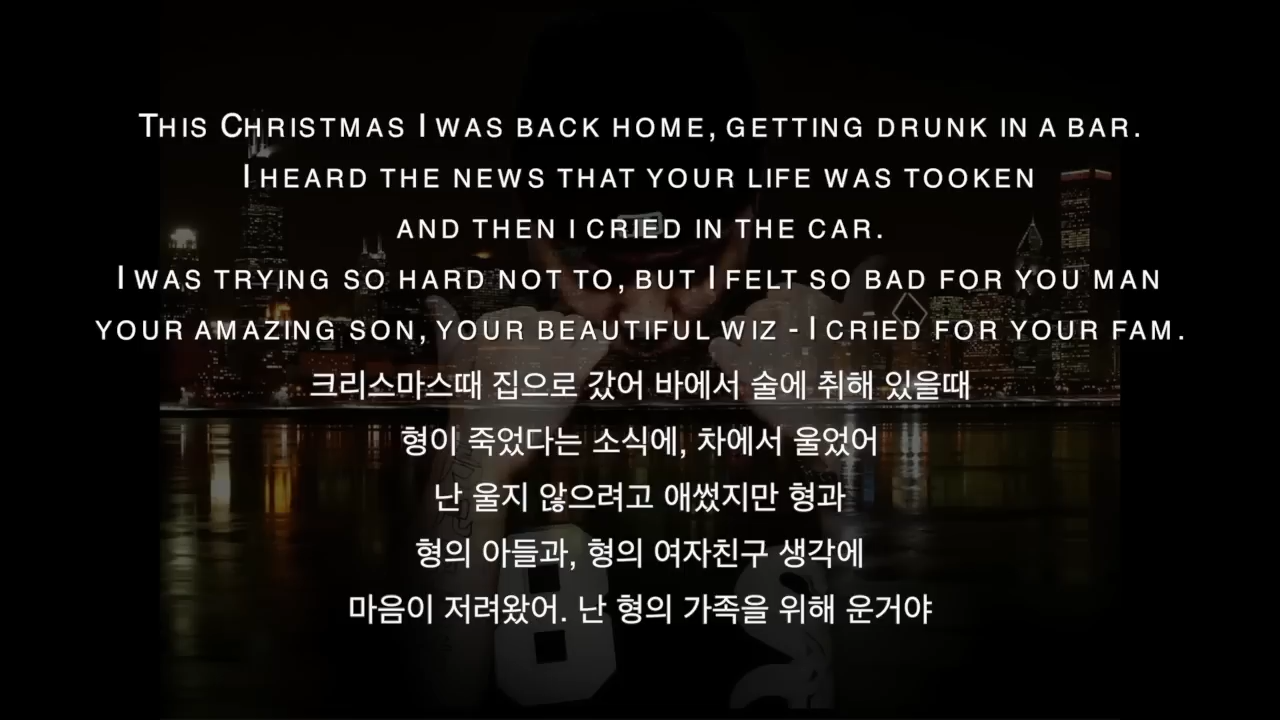 This Christmas I was back home, getting drunk in a bar.
I heard the news that your life was tooken
and then I cried in the car.
I was trying so hard not to, but I felt so bad for you man
your amazing son, your beautiful wiz - I cried for your fam.
크리스마스때 집으로 갔어 바에서 술에 취해 있을때
형이 죽었다는 소식에, 차에서 울었어
난 울지 않으려고 애썼지만 형과
형의 아들과, 형의 여자친구 생각에
마음이 저려왔어. 난 형의 가족을 위해 운거야